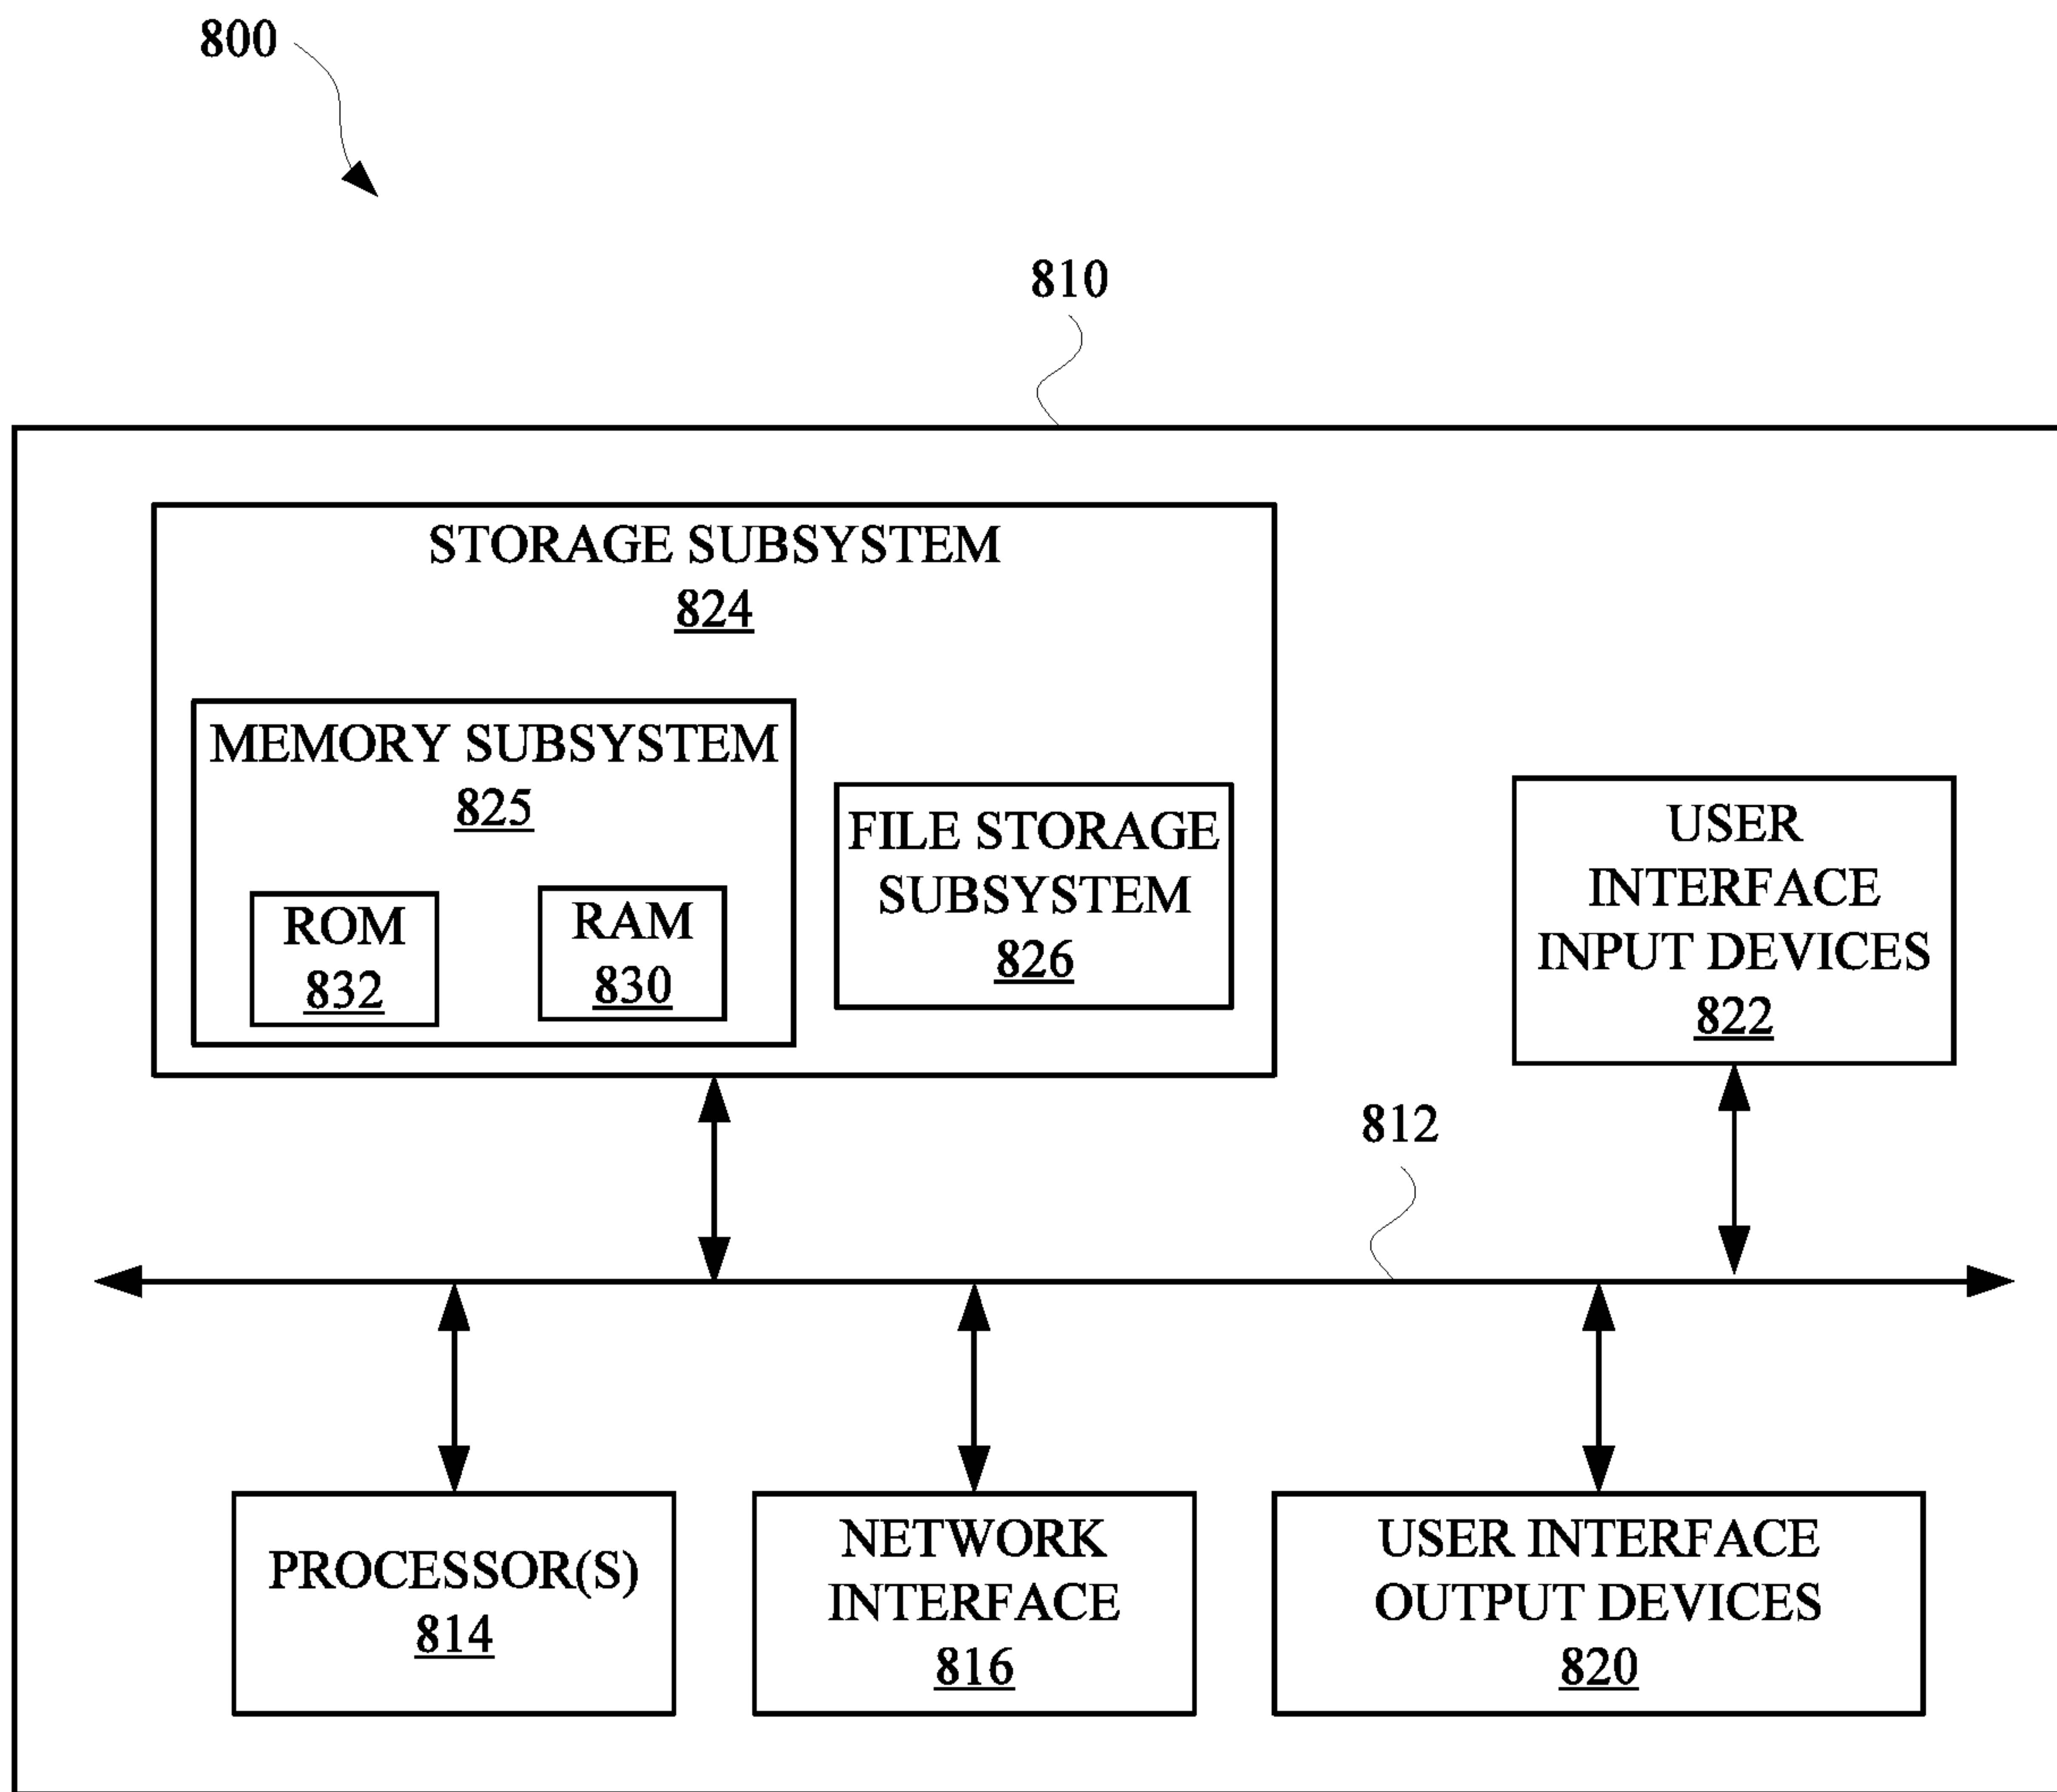 800
810
STORAGE SUBSYSTEM
824
MEMORY SUBSYSTEM
825
ROM
832
RAM
830
FILE STORAGE
SUBSYSTEM
826
USER
INTERFACE
INPUT DEVICES
822
812
PROCESSOR(S)
814
NETWORK
INTERFACE
816
USER INTERFACE
OUTPUT DEVICES
820